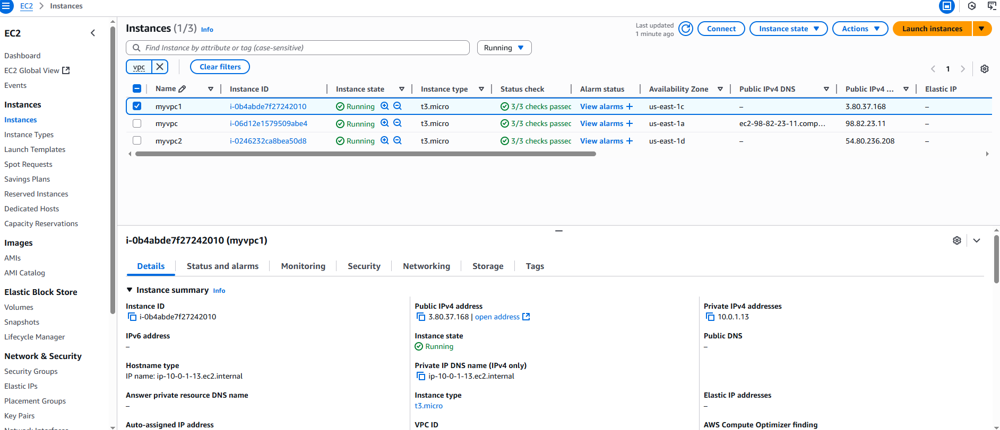 EC2 > Instances
EC2
Dashboard
EC2 Global View
Events
Instances
Instances
Instance Types
Launch Templates
Spot Requests
Savings Plans
Reserved Instances
Dedicated Hosts
Capacity Reservations
Images
AMIs
AMI Catalog
Elastic Block Store
Volumes
Snapshots
Lifecycle Manager
Network & Security
Security Groups
Elastic IPs
Placement Groups
Key Pairs
Network Interfaces
Instances (1/3) Info
Last updated
1 minute ago
Connect
Instance state
Actions
Launch instances
Find Instance by attribute or tag (case-sensitive)
Running
vpc
Clear filters
1
Name Instance ID Instance state Instance type Status check Alarm status Availability Zone Public IPv4 DNS Public IPv4 ... Elastic IP
myvpc1 i-0b4abde7f27242010 Running t3.micro 3/3 checks passed View alarms + us-east-1c – 3.80.37.168 –
myvpc i-06d12e1579509abe4 Running t3.micro 3/3 checks passed View alarms + us-east-1a ec2-98-82-23-11.comp... 98.82.23.11 –
myvpc2 i-0246232ca8bea50d8 Running t3.micro 3/3 checks passed View alarms + us-east-1d – 54.80.236.208 –
i-0b4abde7f27242010 (myvpc1)
Details Status and alarms Monitoring Security Networking Storage Tags
Instance summary Info
Instance ID
i-0b4abde7f27242010
Public IPv4 address
3.80.37.168 | open address
Private IPv4 addresses
10.0.1.13
IPv6 address
–
Instance state
Running
Public DNS
–
Hostname type
IP name: ip-10-0-1-13.ec2.internal
Private IP DNS name (IPv4 only)
ip-10-0-1-13.ec2.internal
Answer private resource DNS name
–
Instance type
t3.micro
Elastic IP addresses
–
Auto-assigned IP address
VPC ID
AWS Compute Optimizer finding